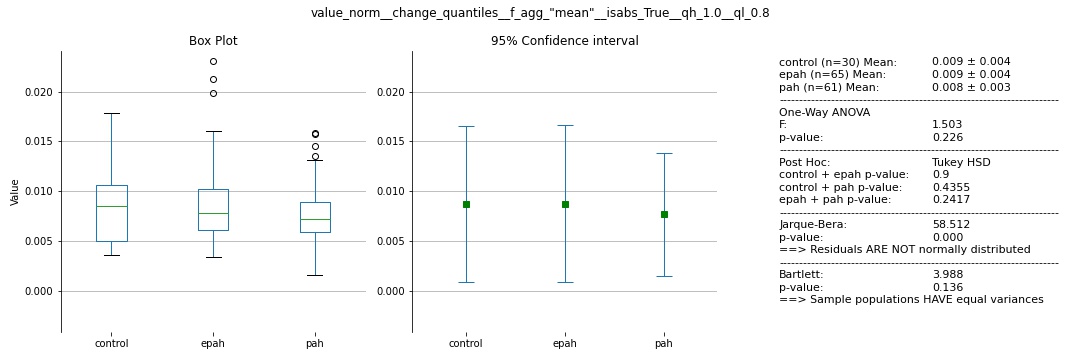 value_norm__change_quantiles__f_agg_"mean"__isabs_True__qh_1.0__ql_0.8
Box Plot
Value
0.020
0.015
0.010
0.005
0.000
control epah pah
95% Confidence interval
0.020
0.015
0.010
0.005
0.000
control epah pah
control (n=30) Mean: 0.009 ± 0.004
epah (n=65) Mean: 0.009 ± 0.004
pah (n=61) Mean: 0.008 ± 0.003
One-Way ANOVA
F: 1.503
p-value: 0.226
Post Hoc: Tukey HSD
control + epah p-value: 0.9
control + pah p-value: 0.4355
epah + pah p-value: 0.2417
Jarque-Bera: 58.512
p-value: 0.000
==> Residuals ARE NOT normally distributed
Bartlett: 3.988
p-value: 0.136
==> Sample populations HAVE equal variances